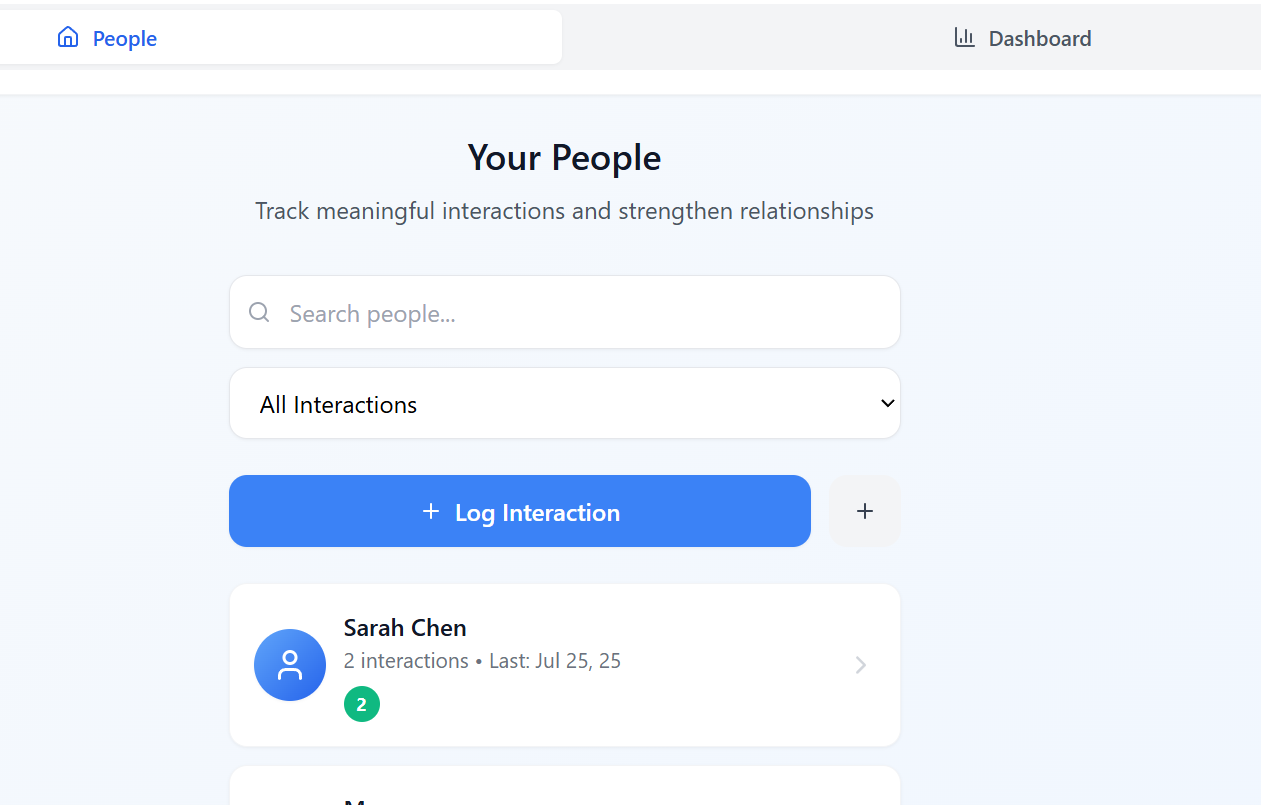 People
Dashboard
Your People
Track meaningful interactions and strengthen relationships
Search people...
All Interactions
+ Log Interaction
+
Sarah Chen
2 interactions • Last: Jul 25, 25
2